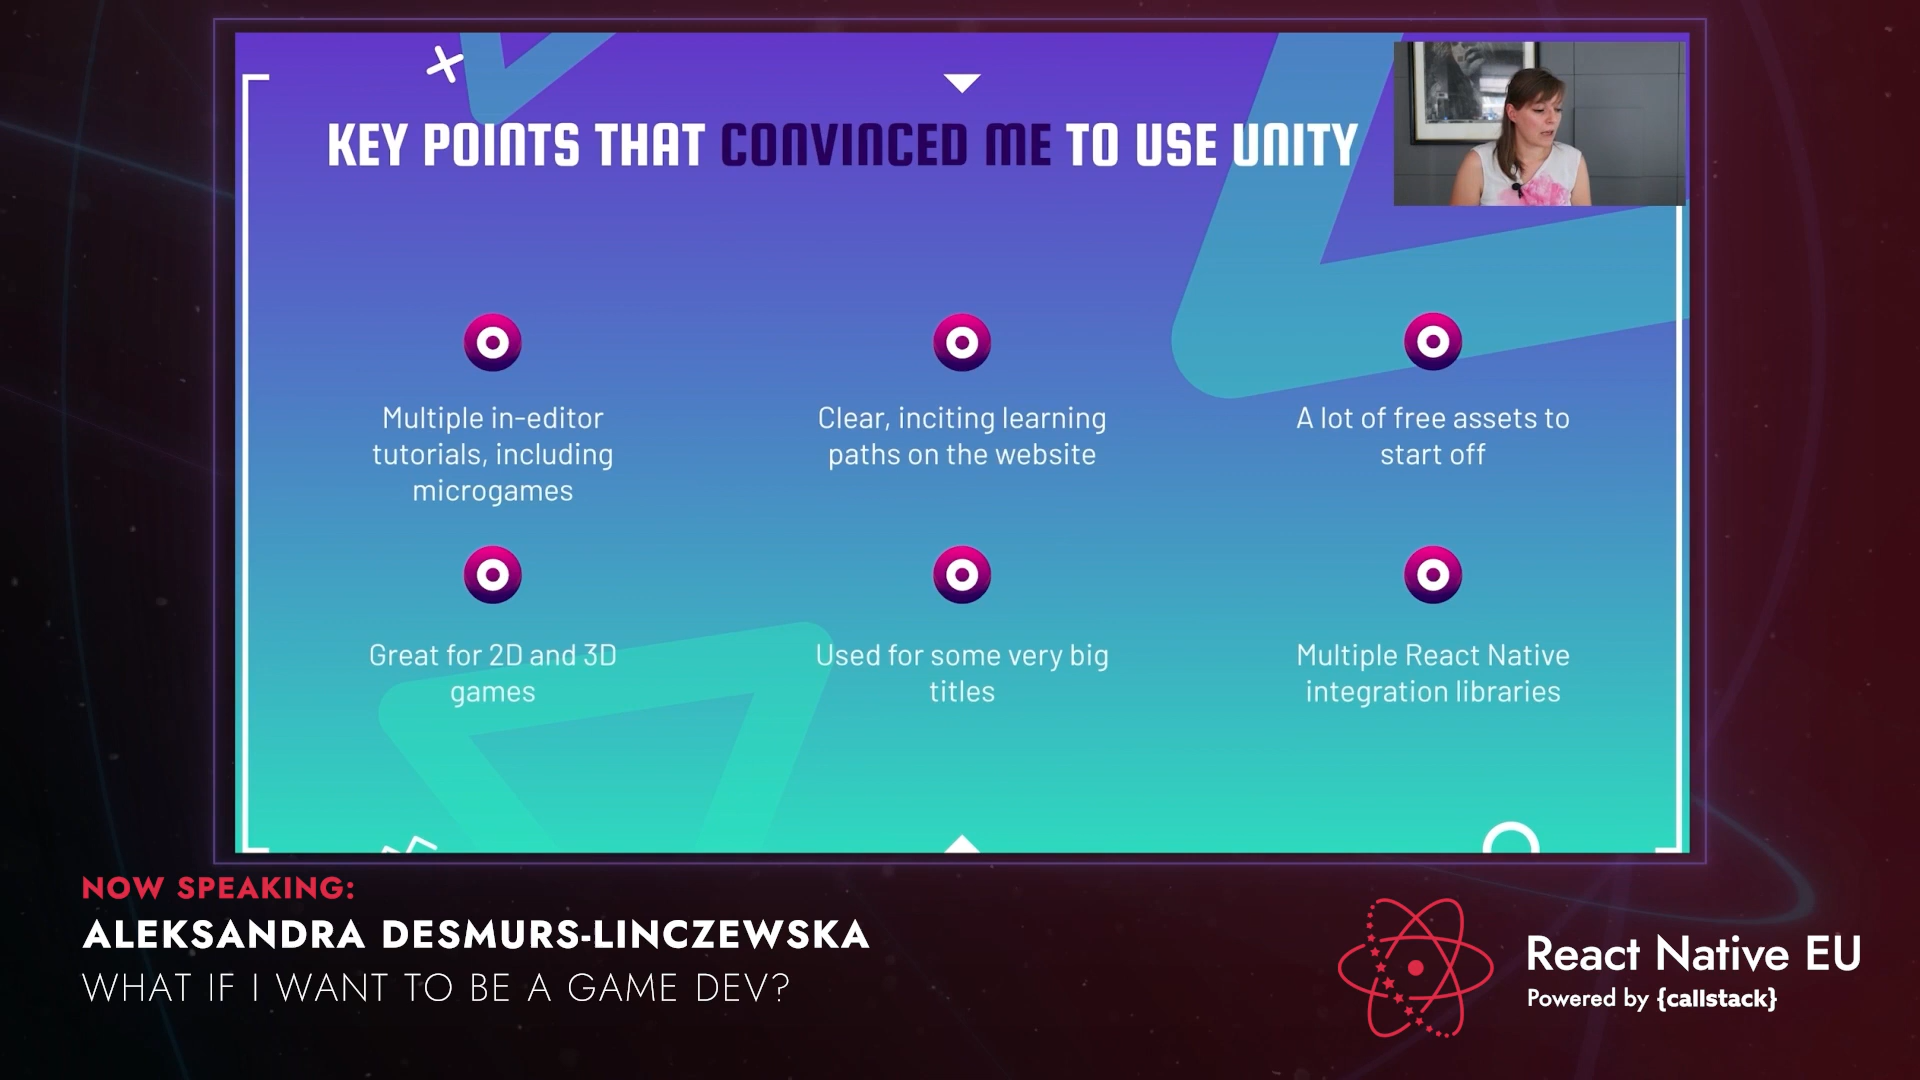 KEY POINTS THAT CONVINCED ME TO USE UNITY
Multiple in-editor
tutorials, including
microgames
Clear, inciting learning
paths on the website
A lot of free assets to
start off
Great for 2D and 3D
games
Used for some very big
titles
Multiple React Native
integration libraries
NOW SPEAKING:
ALEKSANDRA DESMURS-LINCZEWSKA
WHAT IF I WANT TO BE A GAME DEV?
React Native EU
Powered by {callstack}